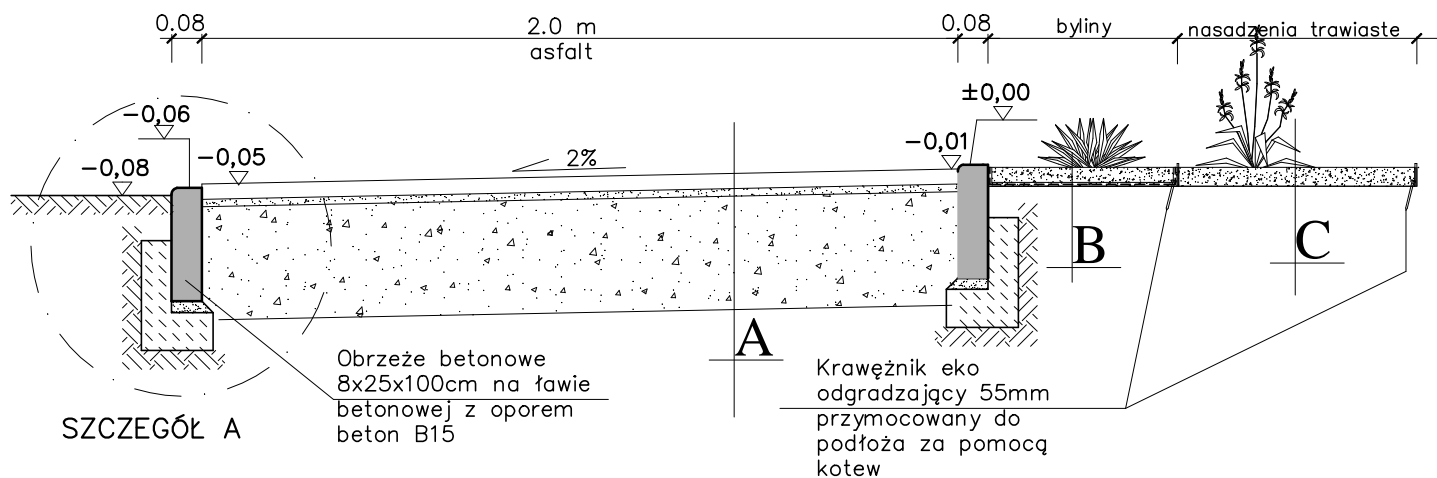 0.08
2.0 m
asfalt
0.08
byliny
nasadzenia trawiaste
-0,06
-0,08
-0,05
2%
-0,01
±0,00
B
C
A
Obrzeże betonowe
8x25x100cm na ławie
betonowej z oporem
beton B15
Krawężnik eko
odgradzający 55mm
przymocowany do
podłoża za pomocą
kotew
SZCZEGÓŁ A